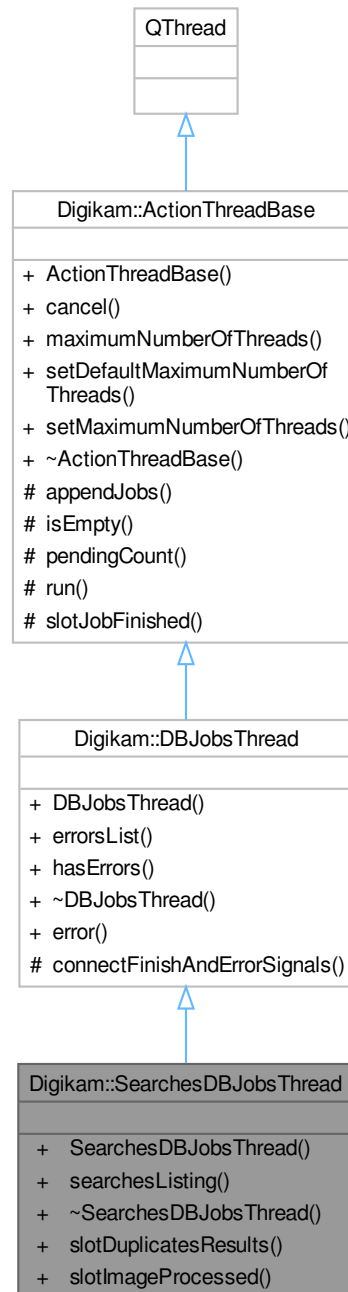 QThread
Digikam::ActionThreadBase
+ ActionThreadBase()
+ cancel()
+ maximumNumberOfThreads()
+ setDefaultMaximumNumberOf
Threads()
+ setMaximumNumberOfThreads()
+ ~ActionThreadBase()
# appendJobs()
# isEmpty()
# pendingCount()
# run()
# slotJobFinished()
Digikam::DBJobsThread
+ DBJobsThread()
+ errorsList()
+ hasErrors()
+ ~DBJobsThread()
+ error()
# connectFinishAndErrorSignals()
Digikam::SearchesDBJobsThread
+ SearchesDBJobsThread()
+ searchesListing()
+ ~SearchesDBJobsThread()
+ slotDuplicatesResults()
+ slotImageProcessed()